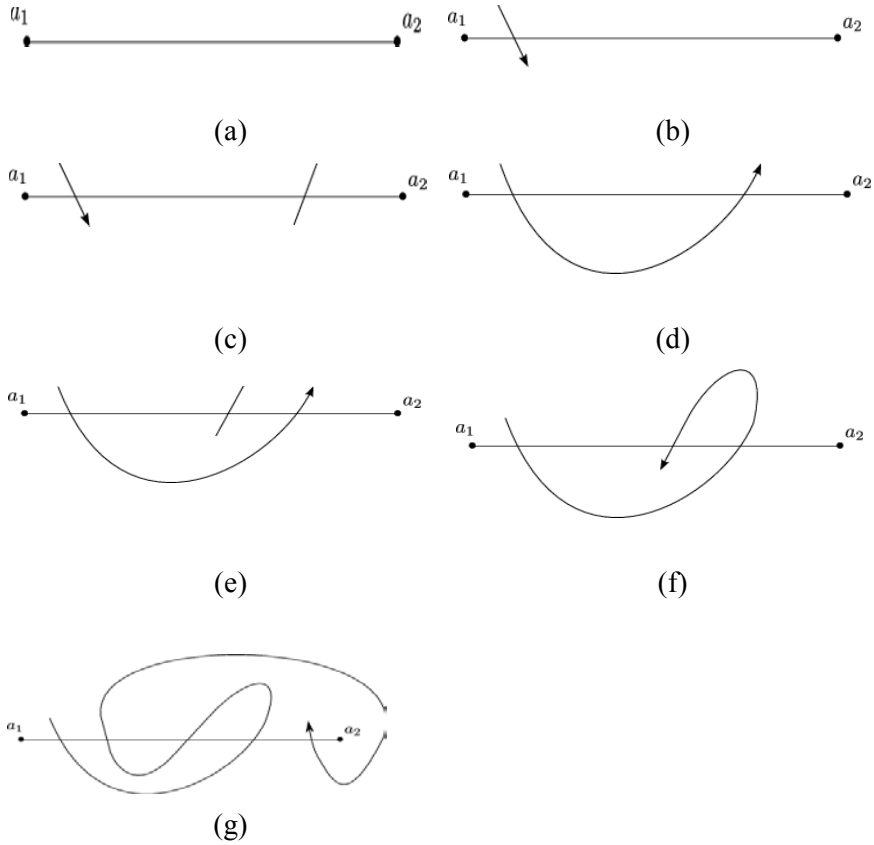 a₁ a₂ a₁ a₂
(a) (b)
a₁ a₂ a₁ a₂
(c) (d)
a₁ a₂ a₁ a₂
(e) (f)
a₁ a₂
(g)